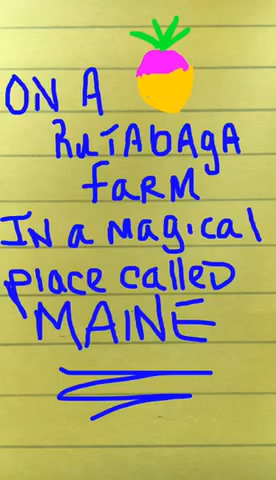 ON A
RUTABAgA
fARM
IN a MagicaL
place called
MAINE